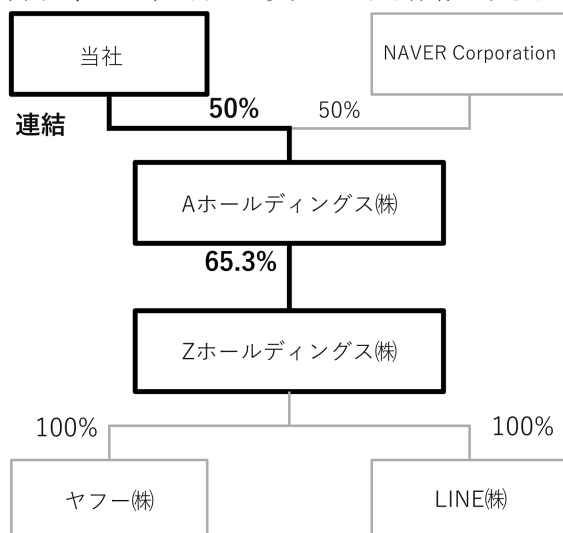 当社
NAVER Corporation
連結
50%
50%
Aホールディングス㈱
65.3%
Zホールディングス㈱
100%
100%
ヤフー㈱
LINE㈱